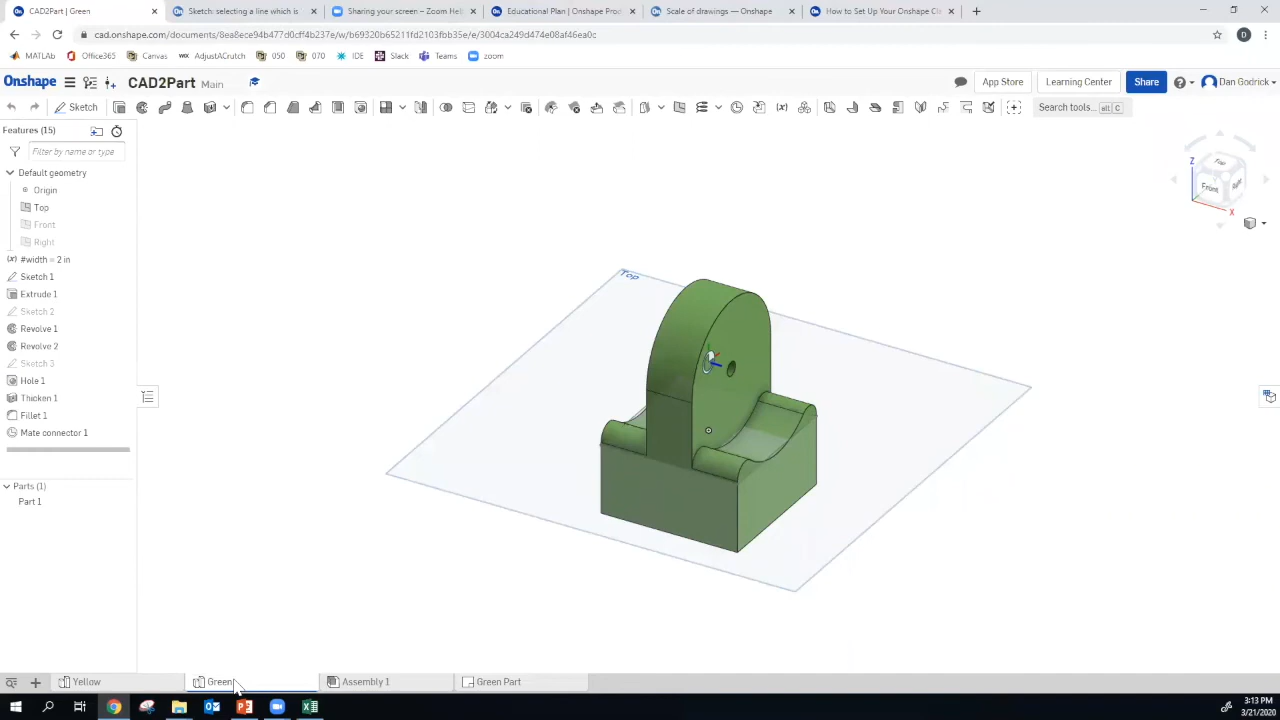 CAD2Part | Green
Sketch: selecting a line which is
Sharing your screen – Zoom Hel
Educational Plan | Onshape Pro
Scale of drawings — Onshape
How to Set Up Your Onshape Cl
cad.onshape.com/documents/8ea8ece94b477d0cff4b237e/w/b69320b65211fd2103fbb35e/e/3004ca249d474e08af46ea0c
D
MATLAb
Office365
Canvas
AdjustACrutch
050
070
IDE
Slack
Teams
zoom
Onshape
CAD2Part Main
App Store
Learning Center
Share
Dan Godrick
Sketch
Search tools... alt C
Features (15)
Filter by name or type
Default geometry
Origin
Top
Front
Right
(x) #width = 2 in
Sketch 1
Extrude 1
Sketch 2
Revolve 1
Revolve 2
Sketch 3
Hole 1
Thicken 1
Fillet 1
Mate connector 1
Parts (1)
Part 1
Top
Z
Top
Front
Right
X
Yellow
Green
Assembly 1
Green Part
3:13 PM
3/21/2020